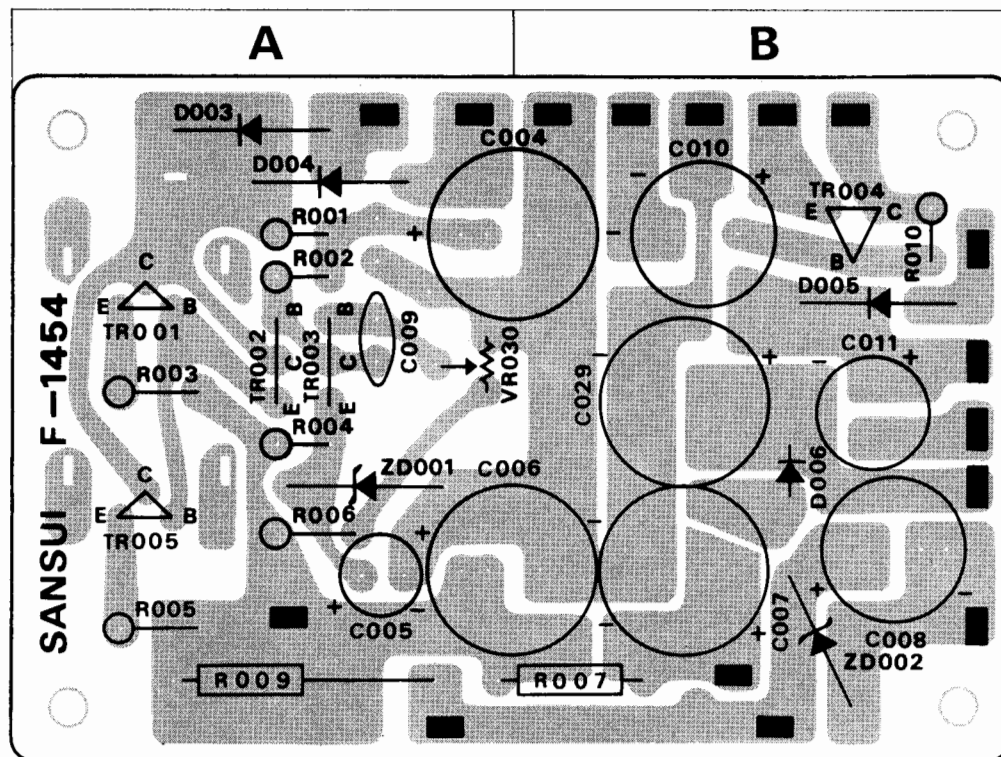 A
B
D003
D004
C004
C010
TR004
E
C
B
R010
R001
R002
+
−
−
+
D005
SANSUI F−1454
C
E
B
TR001
R003
TR002
B
C
E
TR003
B
C
E
C009
VR030
C029
−
+
C011
−
+
R004
ZD001
C006
D006
C
E
B
TR005
R006
+
−
C005
+
−
R005
C007
−
+
C008
+
−
ZD002
R009
R007